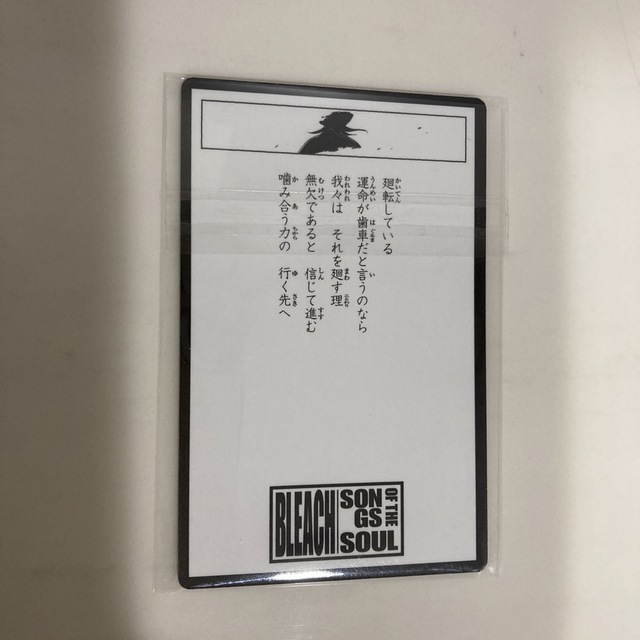 廻転している
運命が歯車だと言うのなら
我々は それを廻す理
無欠であると 信じて進む
噛み合う力の 行く先へ
BLEACH
SONGS
OF THE
SOUL